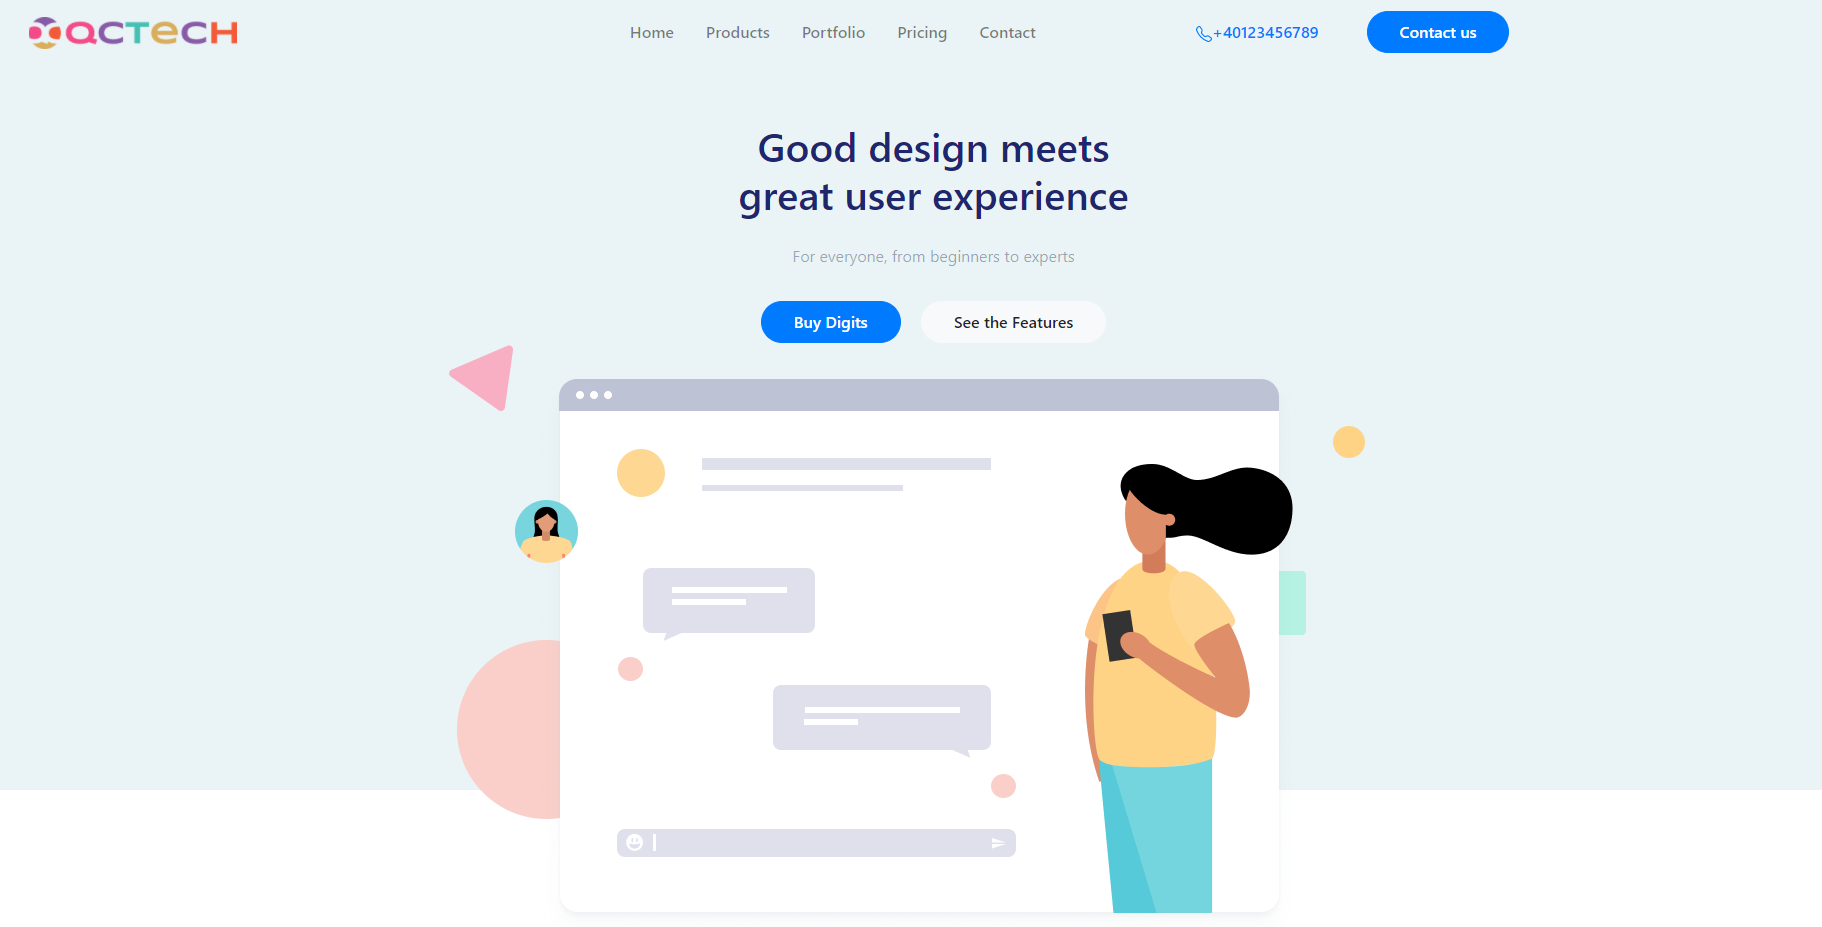 QCTECH
Home Products Portfolio Pricing Contact
+40123456789
Contact us
Good design meets
great user experience
For everyone, from beginners to experts
Buy Digits
See the Features